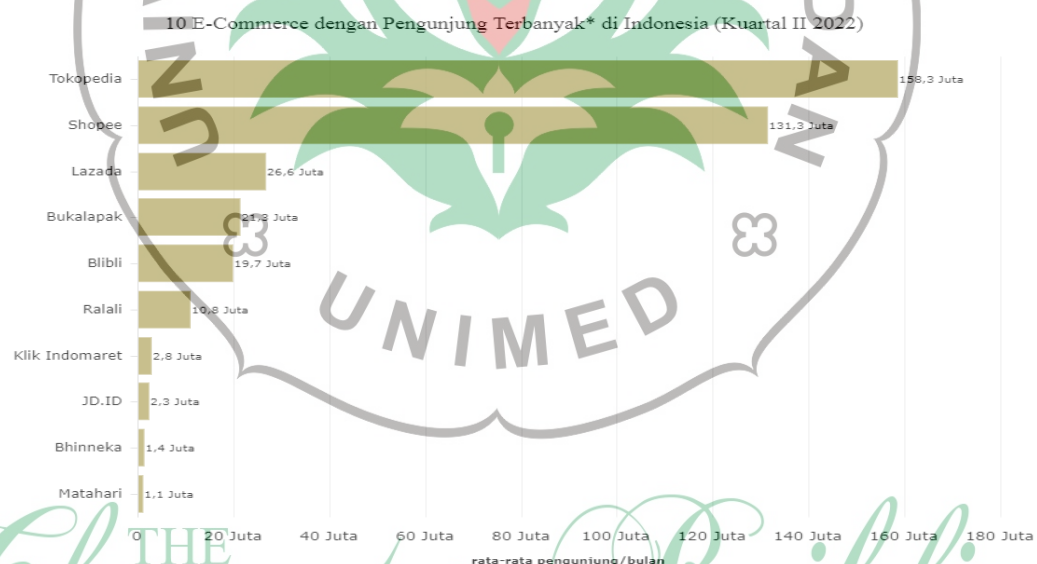 10 E-Commerce dengan Pengunjung Terbanyak* di Indonesia (Kuartal II 2022)
Tokopedia 158,3 Juta
Shopee 131,3 Juta
Lazada 26,6 Juta
Bukalapak 21,3 Juta
Blibli 19,7 Juta
Ralali 10,8 Juta
Klik Indomaret 2,8 Juta
JD.ID 2,3 Juta
Bhinneka 1,4 Juta
Matahari 1,1 Juta
0 20 Juta 40 Juta 60 Juta 80 Juta 100 Juta 120 Juta 140 Juta 160 Juta 180 Juta
rata-rata pengunjung/bulan
UNIMED
THE